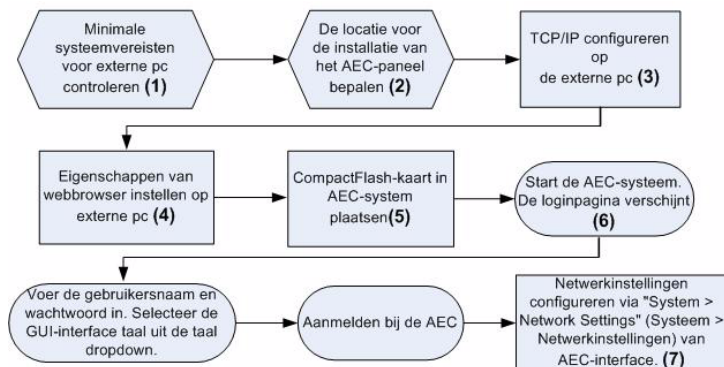 Minimale
systeemvereisten
voor externe pc
controleren (1)
De locatie voor
de installatie van
het AEC-paneel
bepalen (2)
TCP/IP configureren
op
de externe pc (3)
Eigenschappen van
webbrowser instellen op
externe pc (4)
CompactFlash-kaart in
AEC-system
plaatsen(5)
Start de AEC-systeem.
De loginpagina verschijnt
(6)
Voer de gebruikersnaam en
wachtwoord in. Selecteer de
GUI-interface taal uit de taal
dropdown.
Aanmelden bij de AEC
Netwerkinstellingen
configureren via "System >
Network Settings" (Systeem >
Netwerkinstellingen) van
AEC-interface. (7)